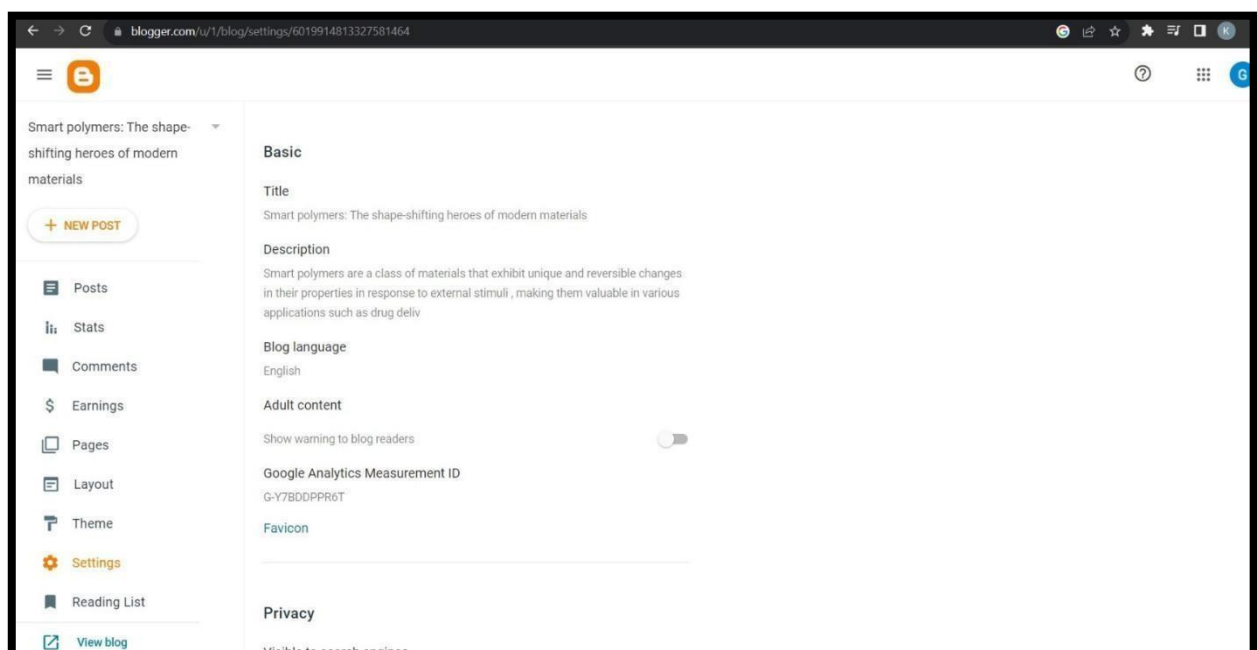 blogger.com/u/1/blog/settings/6019914813327581464
K
G
Smart polymers: The shape-
shifting heroes of modern
materials
+ NEW POST
Posts
Stats
Comments
Earnings
Pages
Layout
Theme
Settings
Reading List
View blog
Basic
Title
Smart polymers: The shape-shifting heroes of modern materials
Description
Smart polymers are a class of materials that exhibit unique and reversible changes
in their properties in response to external stimuli , making them valuable in various
applications such as drug deliv
Blog language
English
Adult content
Show warning to blog readers
Google Analytics Measurement ID
G-Y7BDDPPR6T
Favicon
Privacy
Visible to search engines